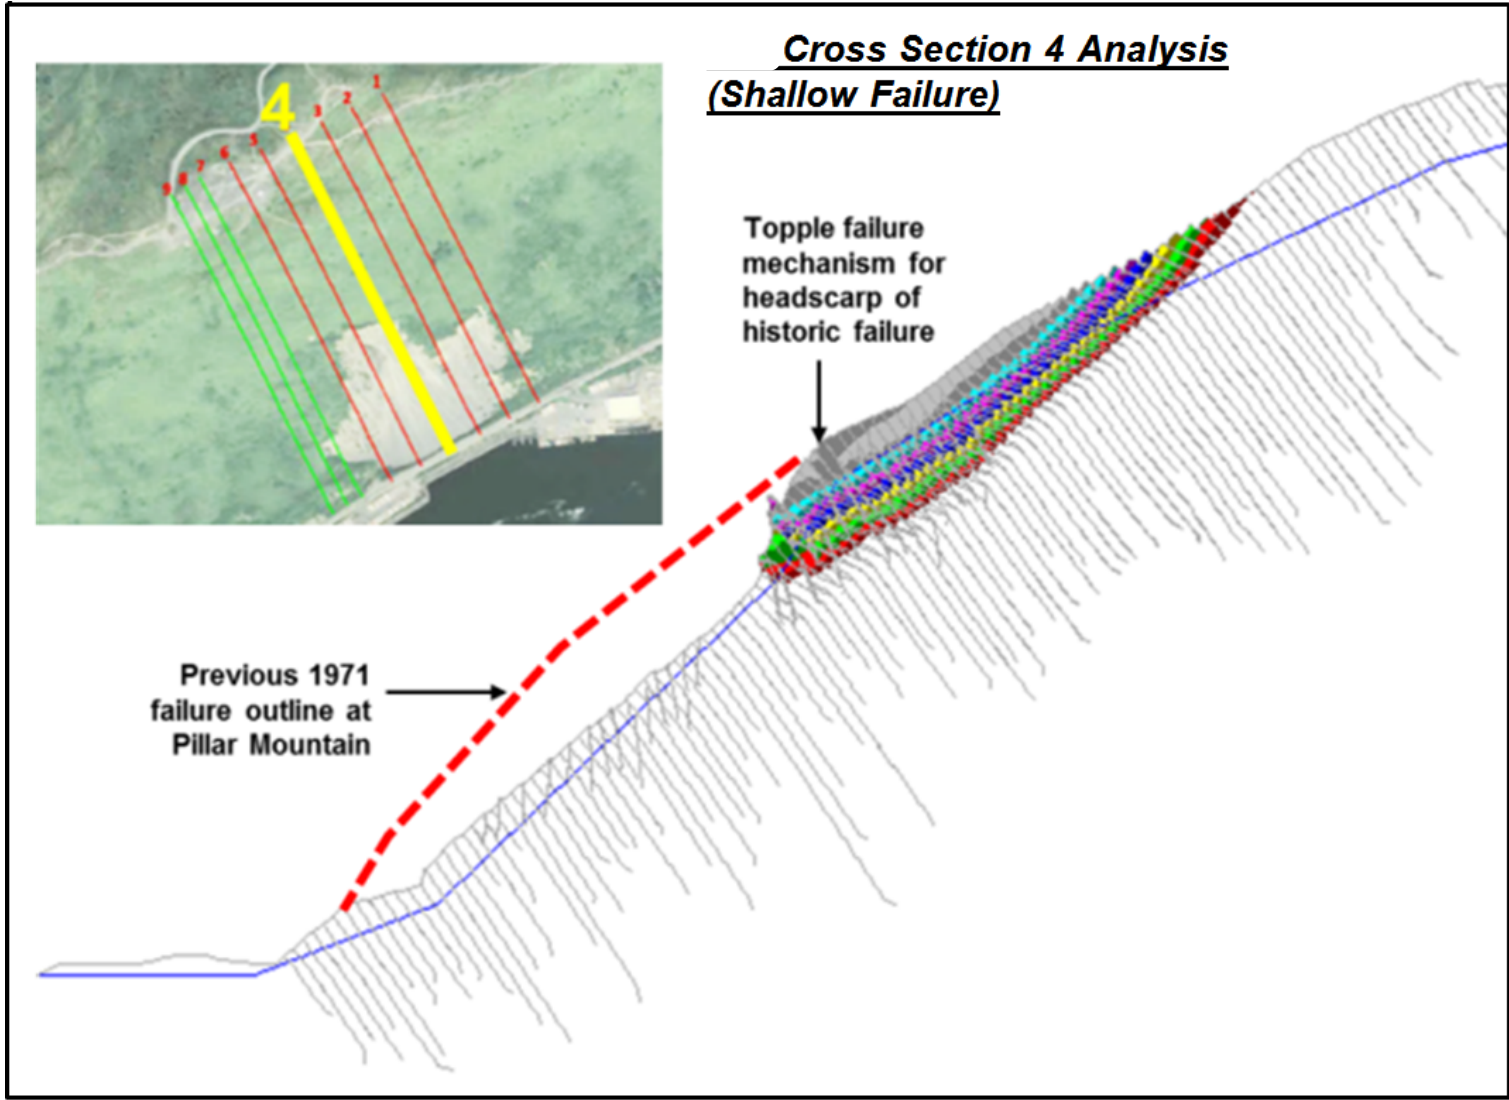 Cross Section 4 Analysis
(Shallow Failure)
4
1
2
3
5
6
7
8
9
Topple failure
mechanism for
headscarp of
historic failure
Previous 1971
failure outline at
Pillar Mountain